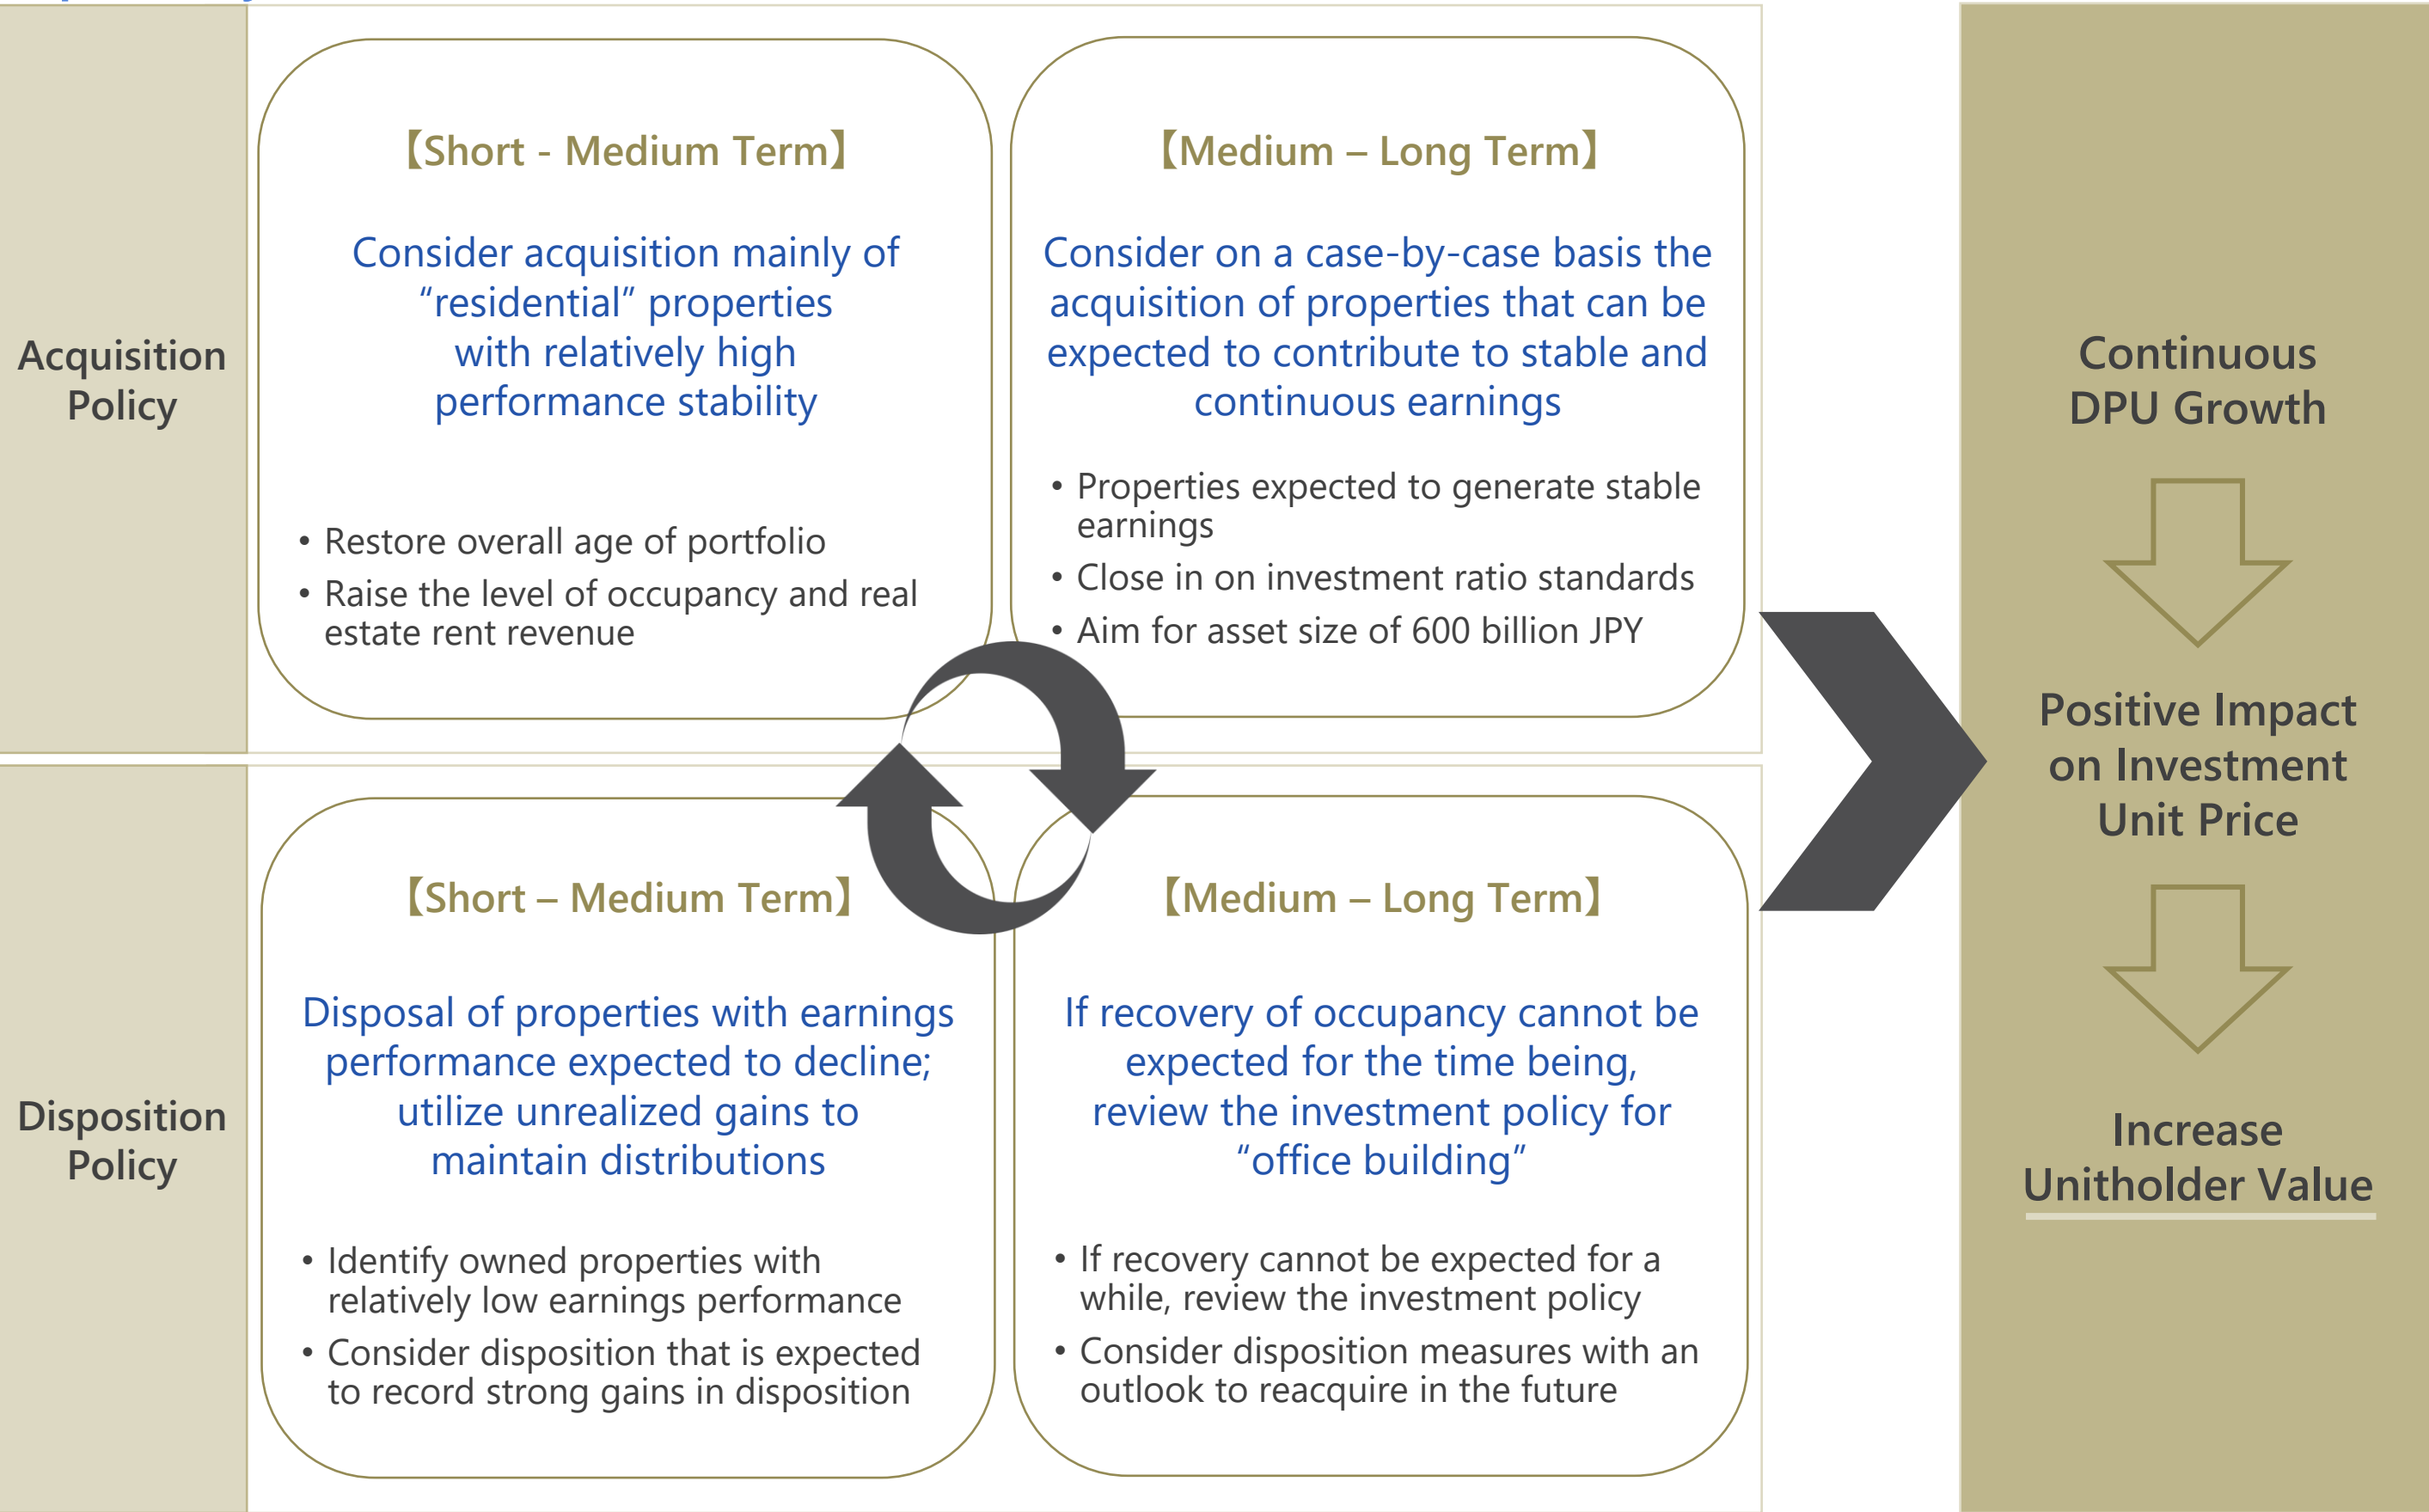 Acquisition
Policy
【Short - Medium Term】
Consider acquisition mainly of
“residential” properties
with relatively high
performance stability
• Restore overall age of portfolio
• Raise the level of occupancy and real
estate rent revenue
【Medium – Long Term】
Consider on a case-by-case basis the
acquisition of properties that can be
expected to contribute to stable and
continuous earnings
• Properties expected to generate stable
earnings
• Close in on investment ratio standards
• Aim for asset size of 600 billion JPY
Disposition
Policy
【Short – Medium Term】
Disposal of properties with earnings
performance expected to decline;
utilize unrealized gains to
maintain distributions
• Identify owned properties with
relatively low earnings performance
• Consider disposition that is expected
to record strong gains in disposition
【Medium – Long Term】
If recovery of occupancy cannot be
expected for the time being,
review the investment policy for
“office building”
• If recovery cannot be expected for a
while, review the investment policy
• Consider disposition measures with an
outlook to reacquire in the future
Continuous
DPU Growth
Positive Impact
on Investment
Unit Price
Increase
Unitholder Value